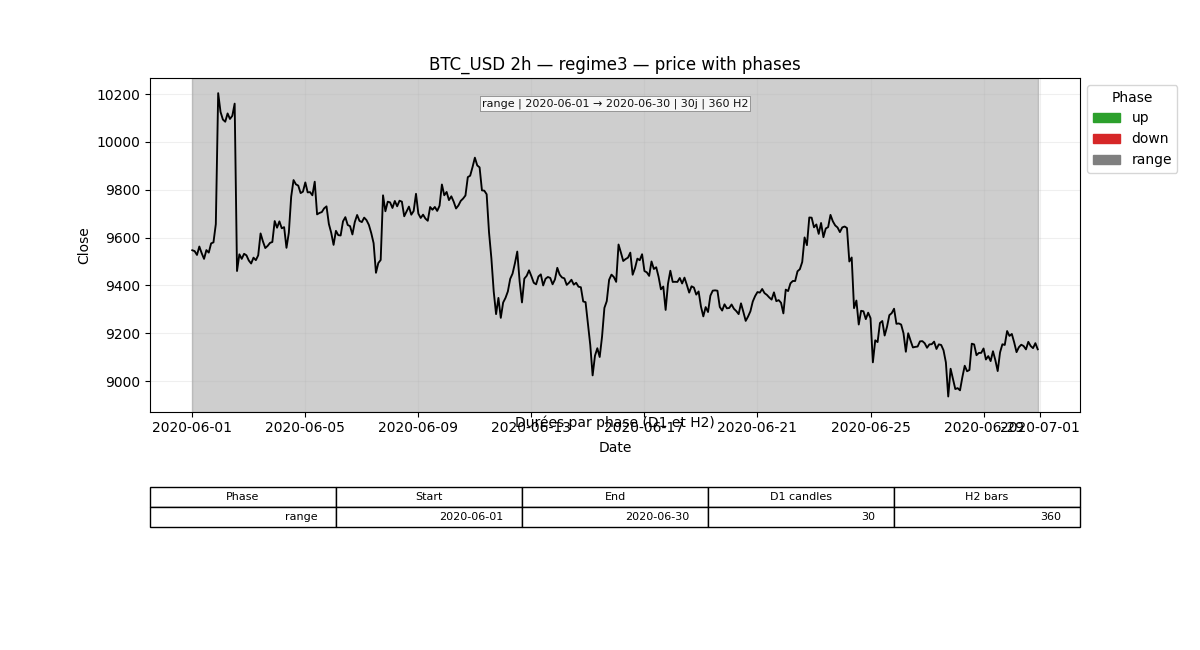 BTC_USD 2h — regime3 — price with phases
range | 2020-06-01 → 2020-06-30 | 30j | 360 H2
Phase
up
down
range
Close
10200
10000
9800
9600
9400
9200
9000
Durées par phase (D1 et H2)
2020-06-01 2020-06-05 2020-06-09 2020-06-13 2020-06-17 2020-06-21 2020-06-25 2020-06-29 2020-07-01
Date
Phase Start End D1 candles H2 bars
range 2020-06-01 2020-06-30 30 360